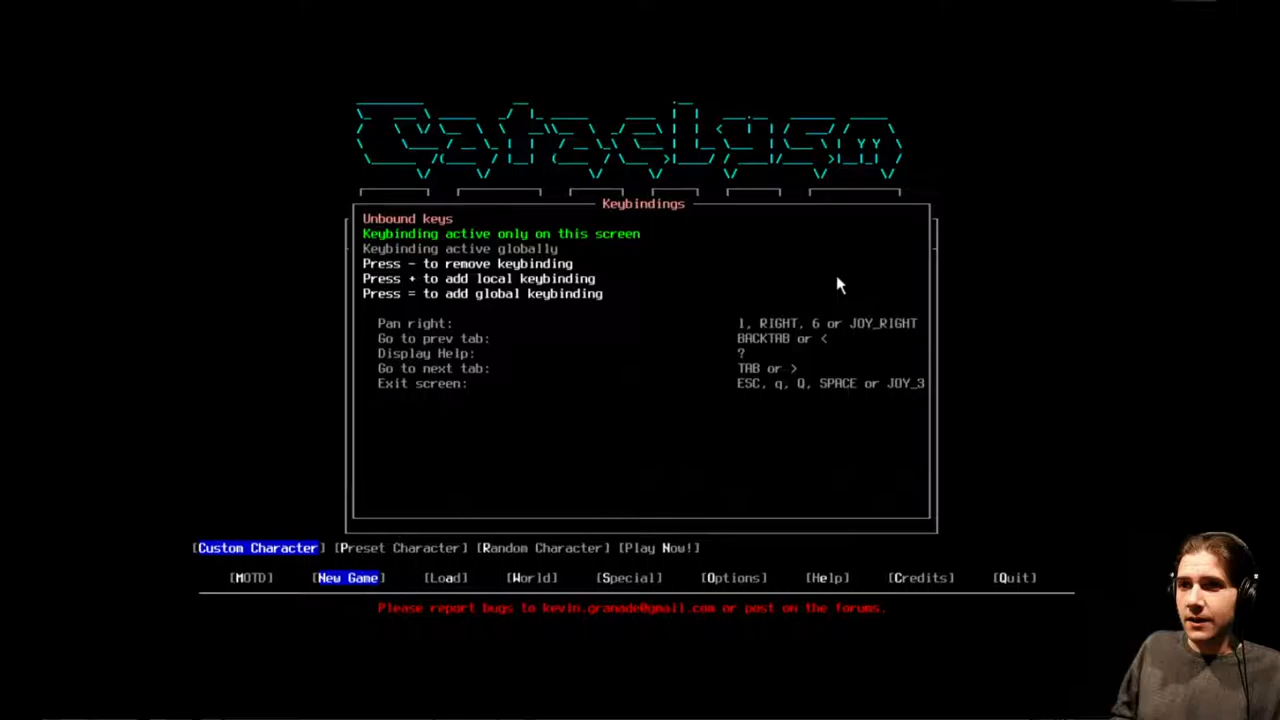 Cataclysm
Keybindings
Unbound keys
Keybinding active only on this screen
Keybinding active globally
Press - to remove keybinding
Press + to add local keybinding
Press = to add global keybinding
Pan right: l, RIGHT, 6 or JOY_RIGHT
Go to prev tab: BACKTAB or <
Display Help: ?
Go to next tab: TAB or >
Exit screen: ESC, q, Q, SPACE or JOY_3
[Custom Character] [Preset Character] [Random Character] [Play Now!]
[MOTD] [New Game] [Load] [World] [Special] [Options] [Help] [Credits] [Quit]
Please report bugs to kevin.granade@gmail.com or post on the forums.